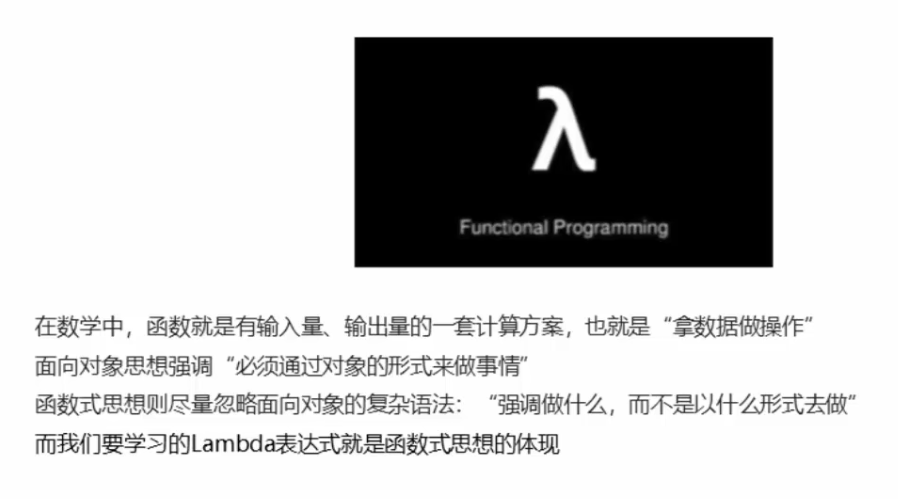 λ
Functional Programming
在数学中，函数就是有输入量、输出量的一套计算方案，也就是“拿数据做操作”
面向对象思想强调“必须通过对象的形式来做事情”
函数式思想则尽量忽略面向对象的复杂语法：“强调做什么，而不是以什么形式去做”
而我们要学习的Lambda表达式就是函数式思想的体现